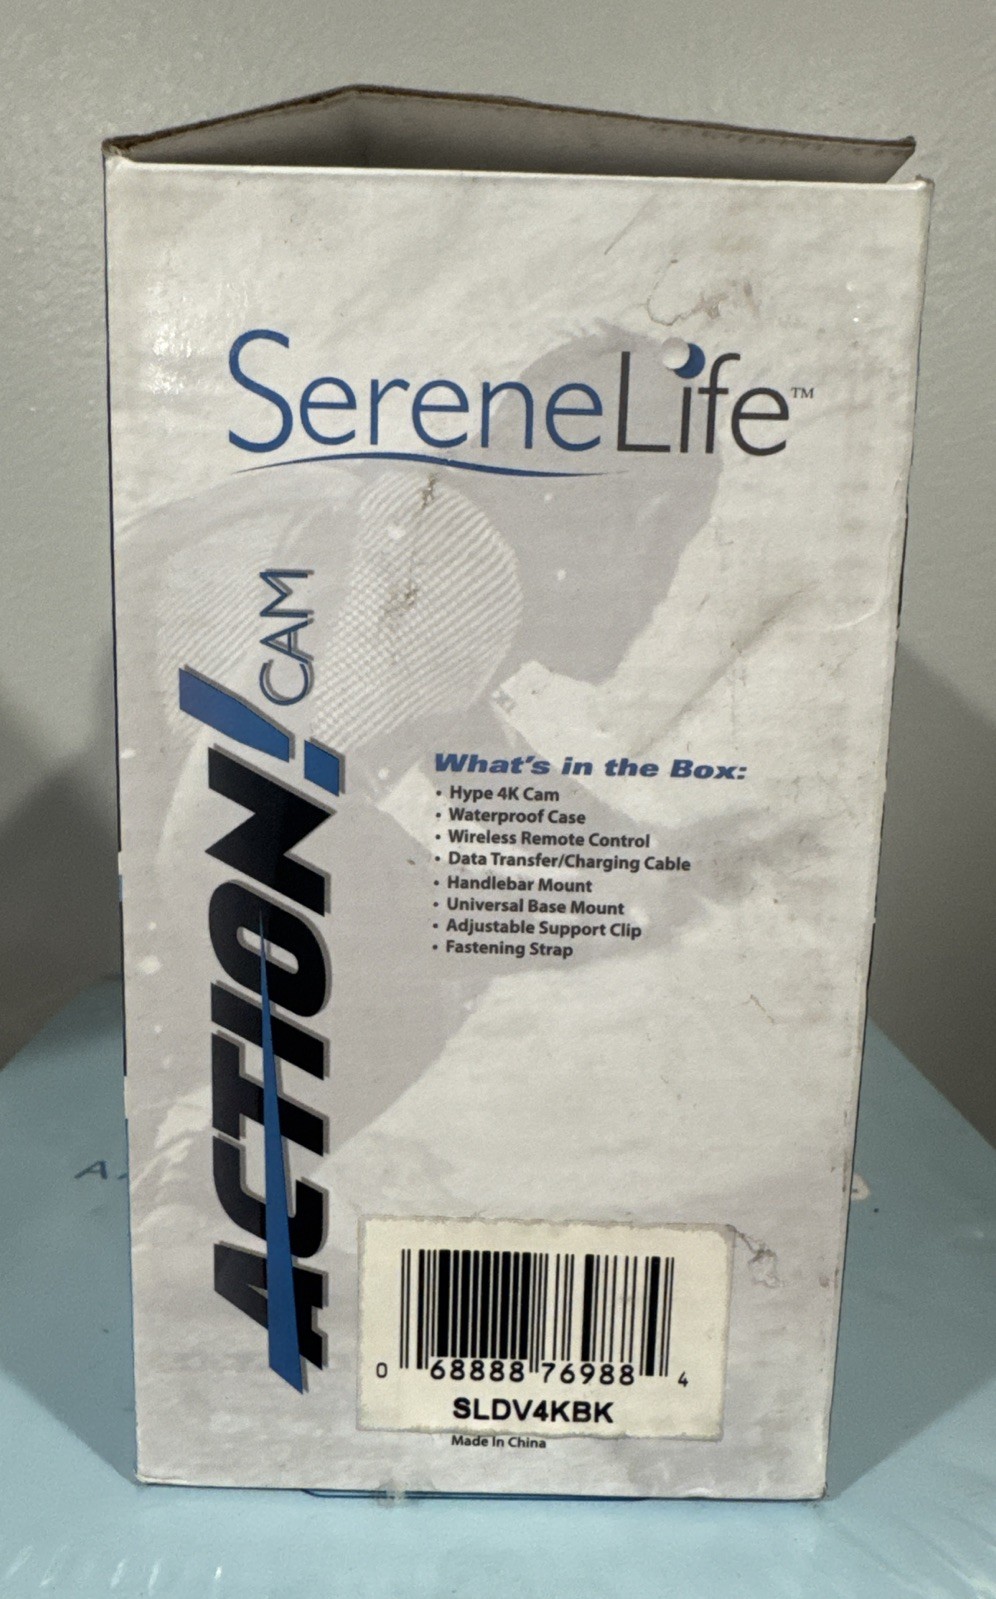 SereneLife™
ACTION! CAM
What's in the Box:
• Hype 4K Cam
• Waterproof Case
• Wireless Remote Control
• Data Transfer/Charging Cable
• Handlebar Mount
• Universal Base Mount
• Adjustable Support Clip
• Fastening Strap
0 68888 76988 4
SLDV4KBK
Made In China